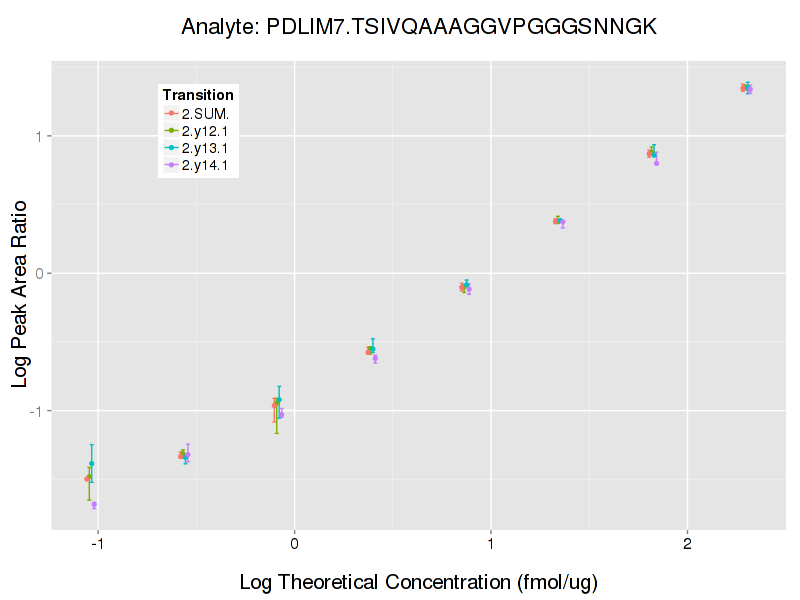 Analyte: PDLIM7.TSIVQAAAGGVPGGGSNNGK
Transition
2.SUM.
2.y12.1
2.y13.1
2.y14.1
Log Peak Area Ratio
1
0
-1
-1 0 1 2
Log Theoretical Concentration (fmol/ug)